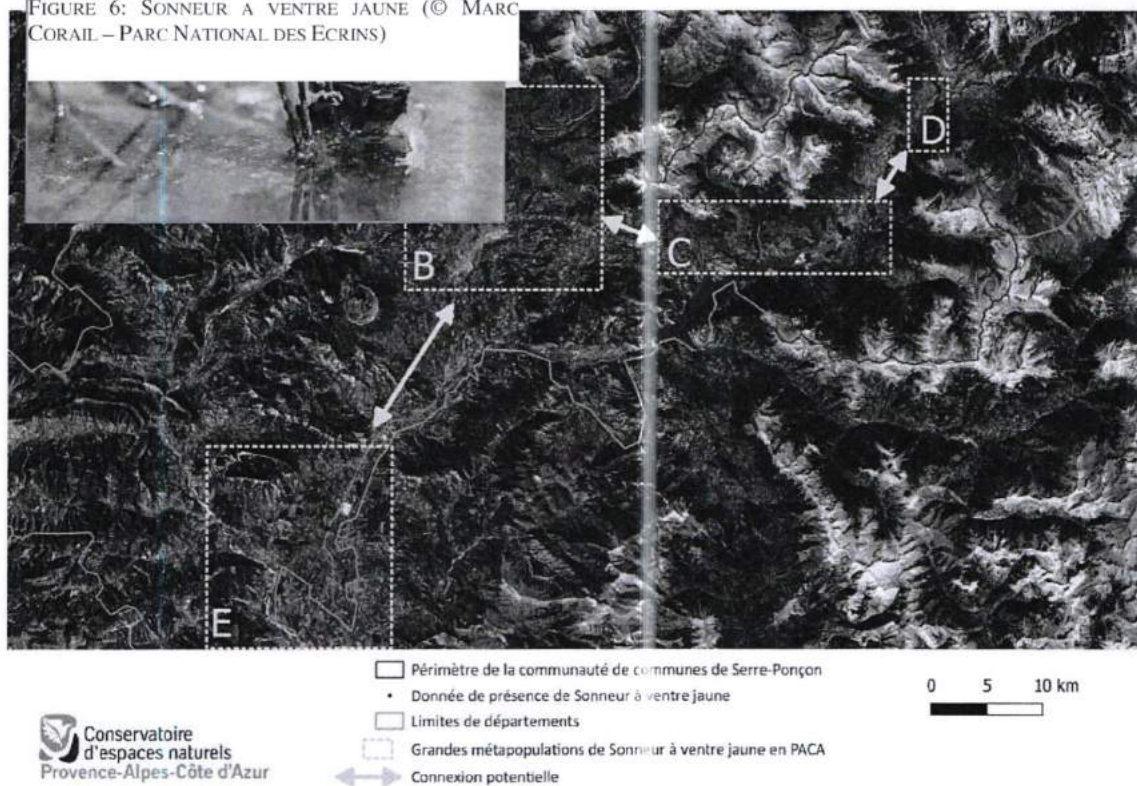 FIGURE 6: SONNEUR A VENTRE JAUNE (© MARC
CORAIL – PARC NATIONAL DES ECRINS)
D
B
C
E
Périmètre de la communauté de communes de Serre-Ponçon
Donnée de présence de Sonneur à ventre jaune
Limites de départements
Grandes métapopulations de Sonneur à ventre jaune en PACA
Connexion potentielle
0 5 10 km
Conservatoire
d'espaces naturels
Provence-Alpes-Côte d'Azur